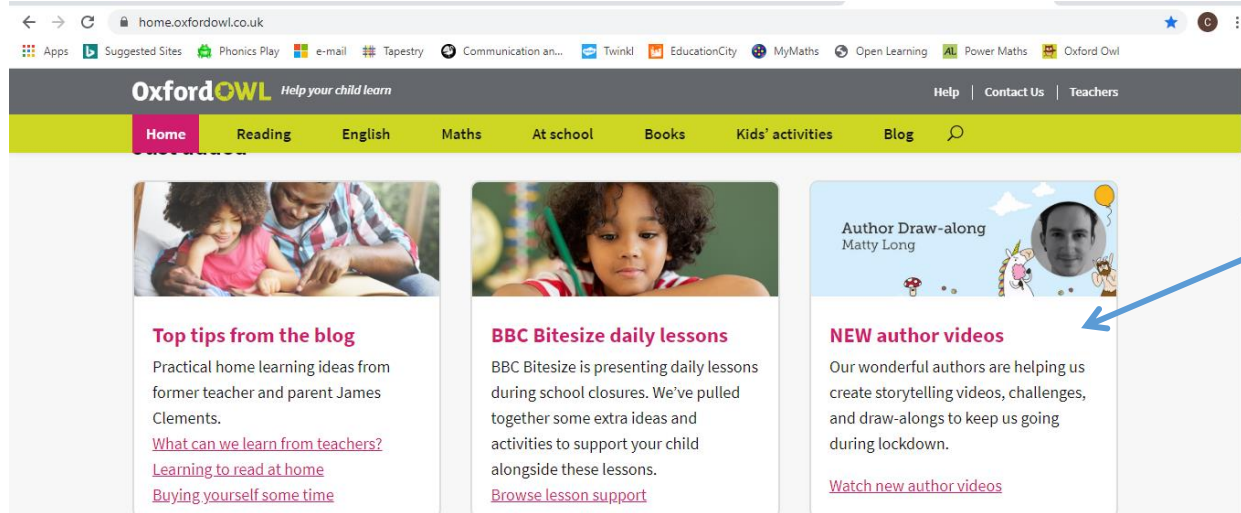 home.oxfordowl.co.uk
C
Apps Suggested Sites Phonics Play e-mail Tapestry Communication an... Twinkl EducationCity MyMaths Open Learning AL Power Maths Oxford Owl
OxfordOWL Help your child learn Help | Contact Us | Teachers
Home Reading English Maths At school Books Kids' activities Blog
Just added
Author Draw-along
Matty Long
Top tips from the blog
Practical home learning ideas from
former teacher and parent James
Clements.
What can we learn from teachers?
Learning to read at home
Buying yourself some time
BBC Bitesize daily lessons
BBC Bitesize is presenting daily lessons
during school closures. We've pulled
together some extra ideas and
activities to support your child
alongside these lessons.
Browse lesson support
NEW author videos
Our wonderful authors are helping us
create storytelling videos, challenges,
and draw-alongs to keep us going
during lockdown.
Watch new author videos